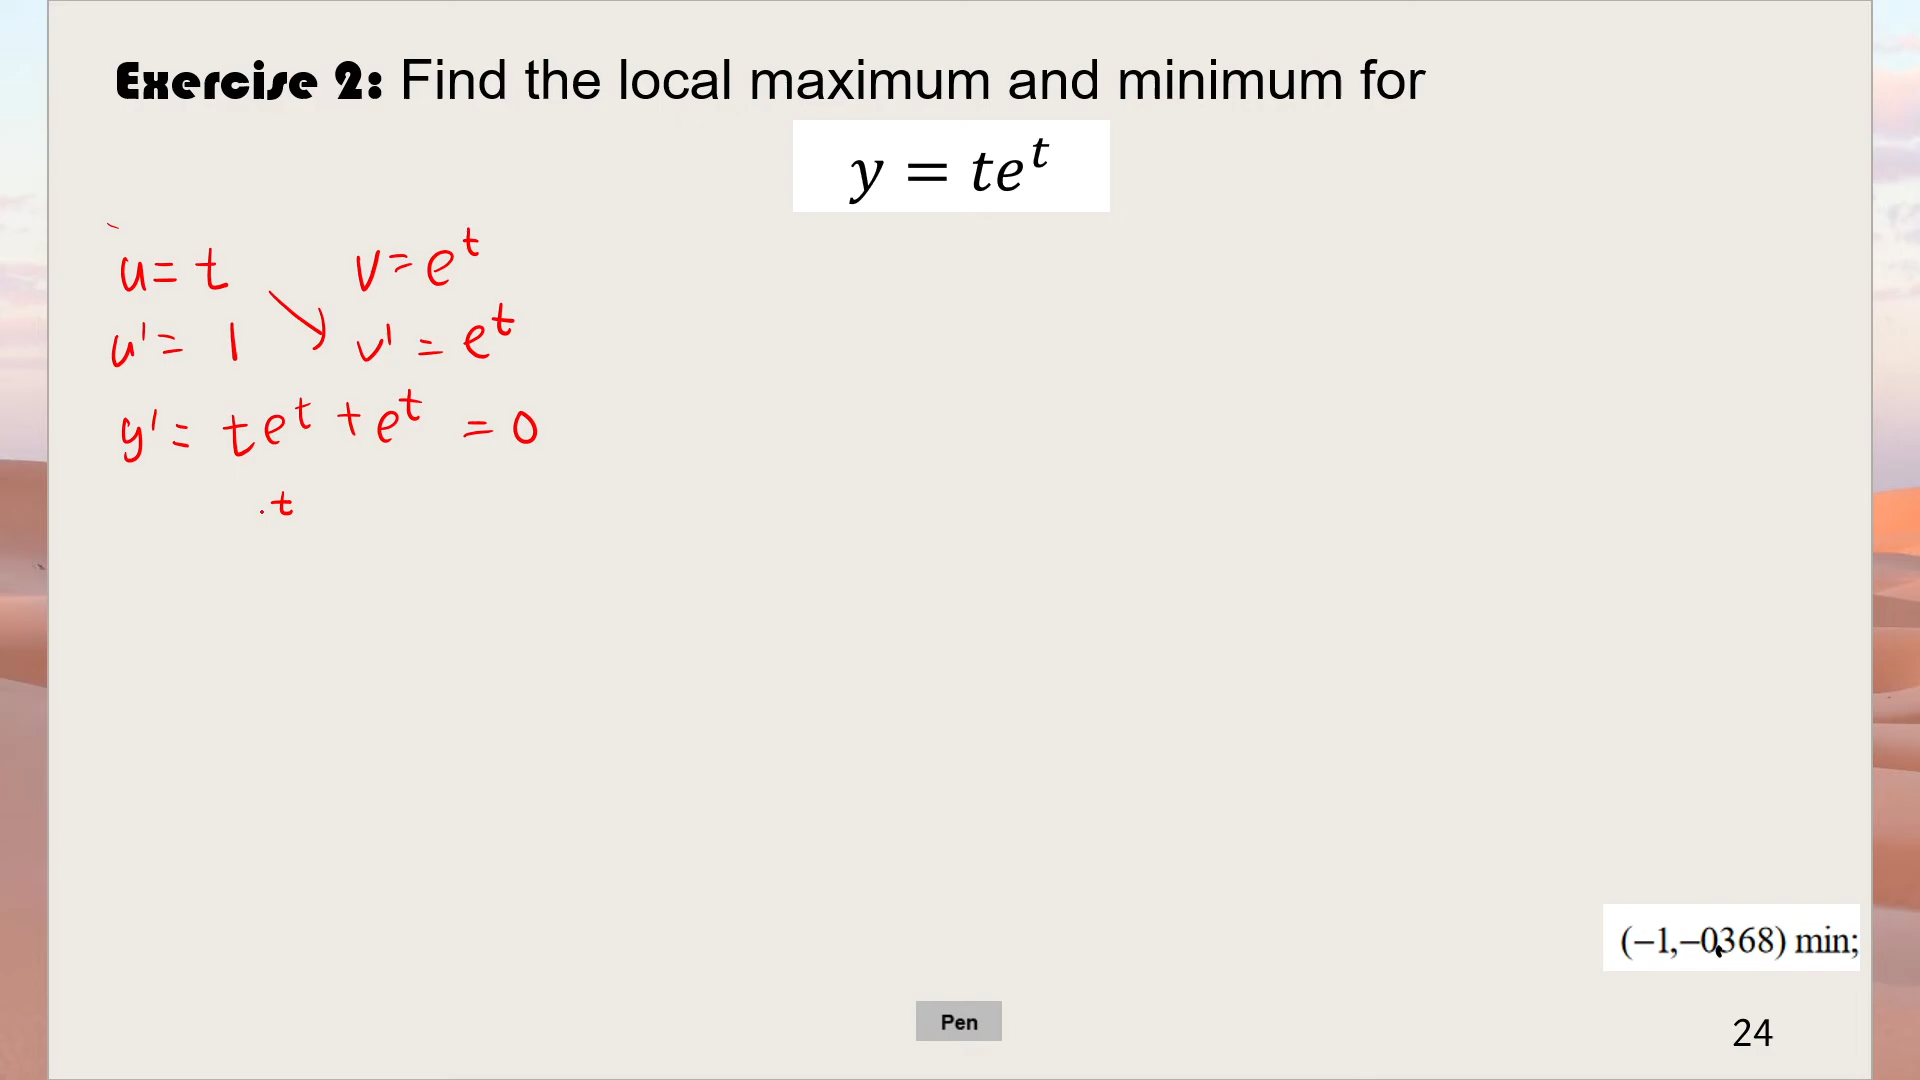 Exercise 2: Find the local maximum and minimum for
y = te^t
u = t v = e^t
u' = 1 v' = e^t
y' = te^t + e^t = 0
. t
(−1,−0,368) min;
Pen
24